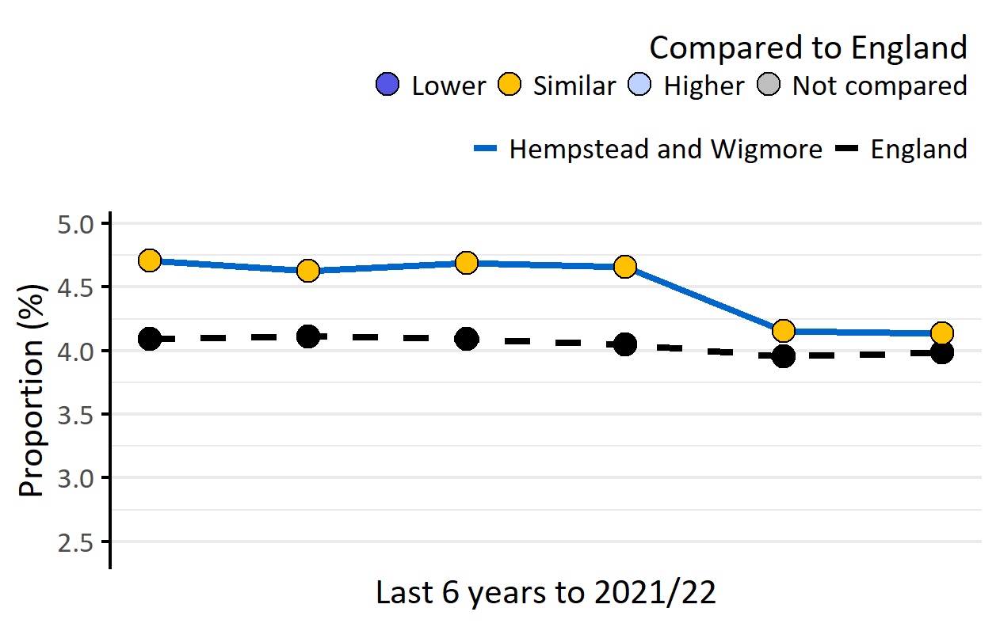 Compared to England
Lower Similar Higher Not compared
Hempstead and Wigmore England
5.0
4.5
4.0
3.5
3.0
2.5
Proportion (%)
Last 6 years to 2021/22